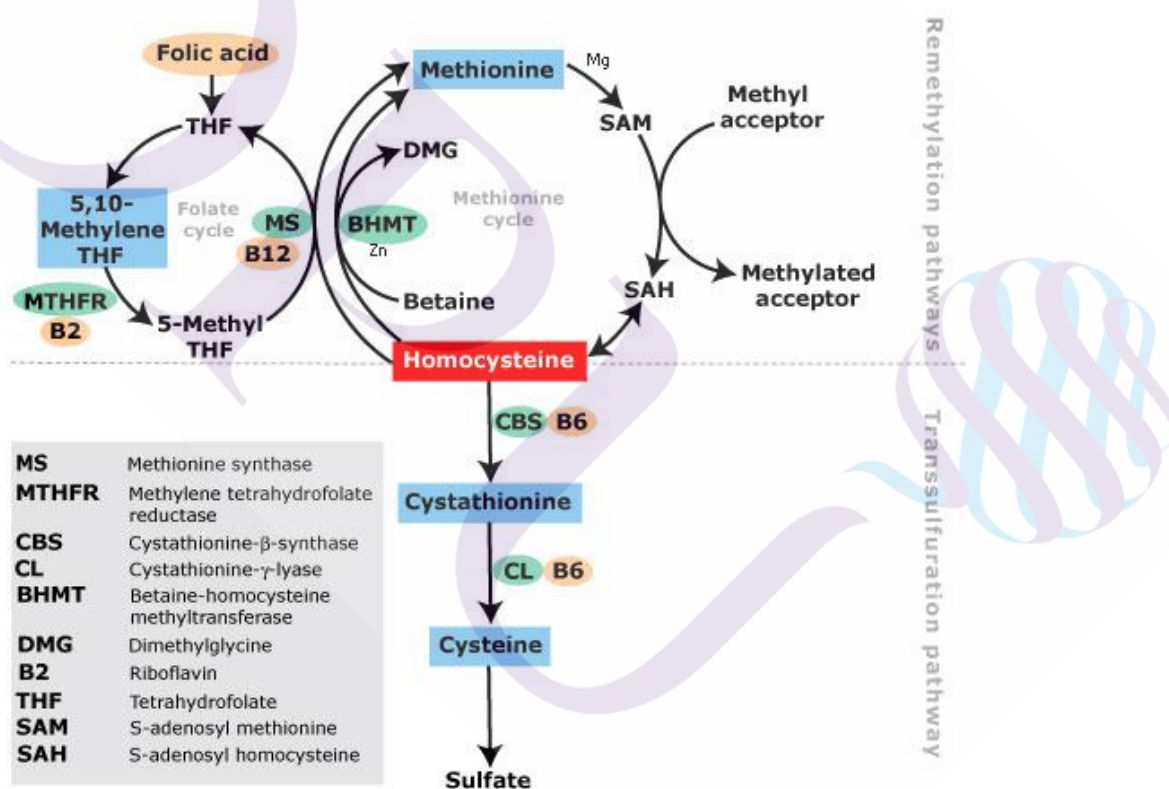 Folic acid
THF
5,10-
Methylene
THF
Folate
cycle
MTHFR
B2
5-Methyl
THF
MS
B12
Methionine
Mg
SAM
DMG
BHMT
Zn
Methionine
cycle
Betaine
SAH
Methyl
acceptor
Methylated
acceptor
Remethylation pathways
Homocysteine
CBS B6
Cystathionine
CL B6
Cysteine
Sulfate
Transsulfuration pathway
MS Methionine synthase
MTHFR Methylene tetrahydrofolate
reductase
CBS Cystathionine-β-synthase
CL Cystathionine-γ-lyase
BHMT Betaine-homocysteine
methyltransferase
DMG Dimethylglycine
B2 Riboflavin
THF Tetrahydrofolate
SAM S-adenosyl methionine
SAH S-adenosyl homocysteine